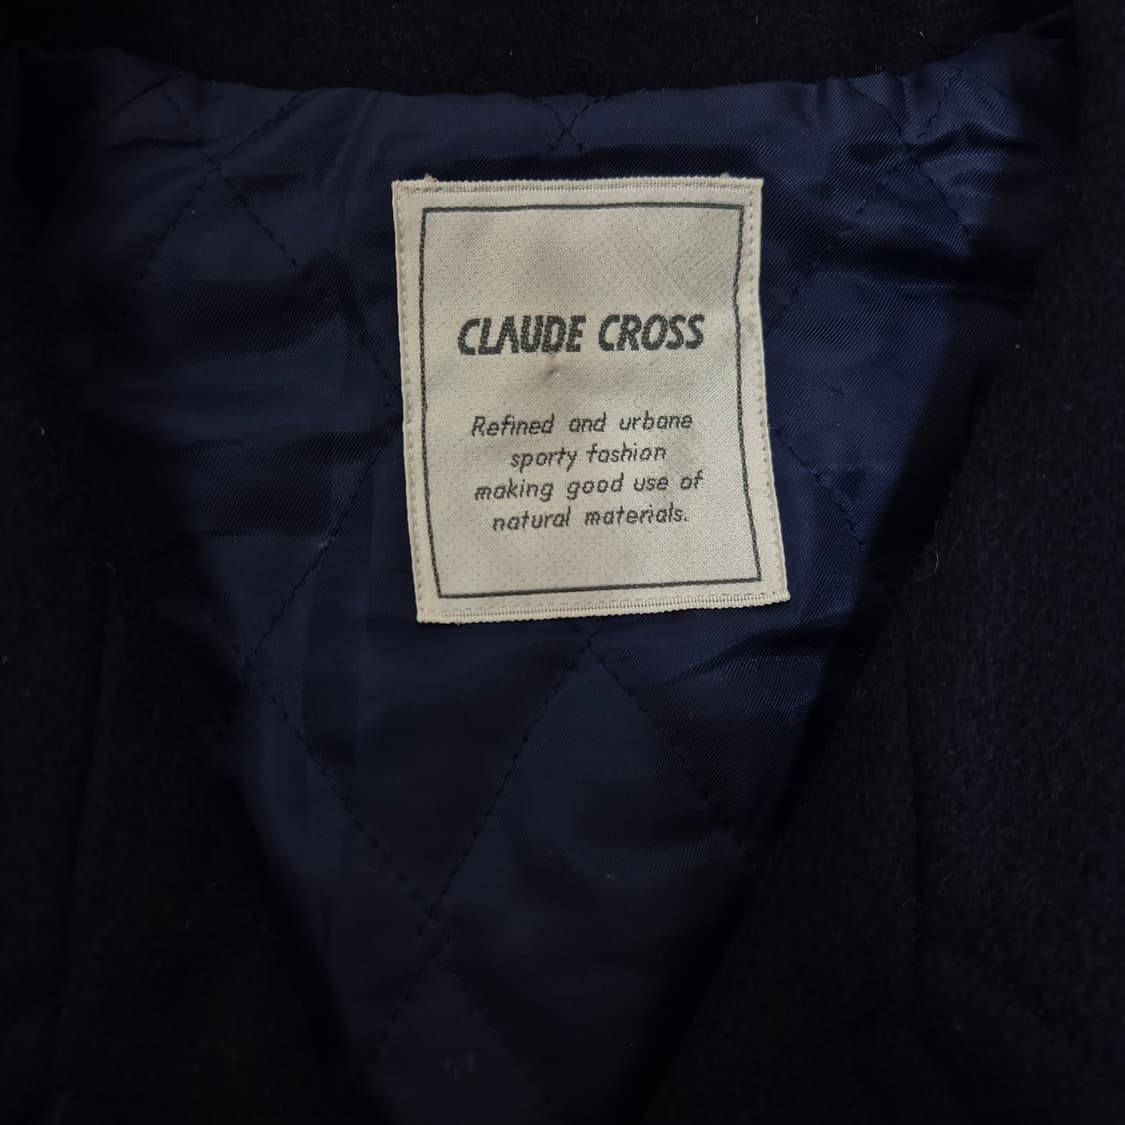 CLAUDE CROSS
Refined and urbane
sporty fashion
making good use of
natural materials.